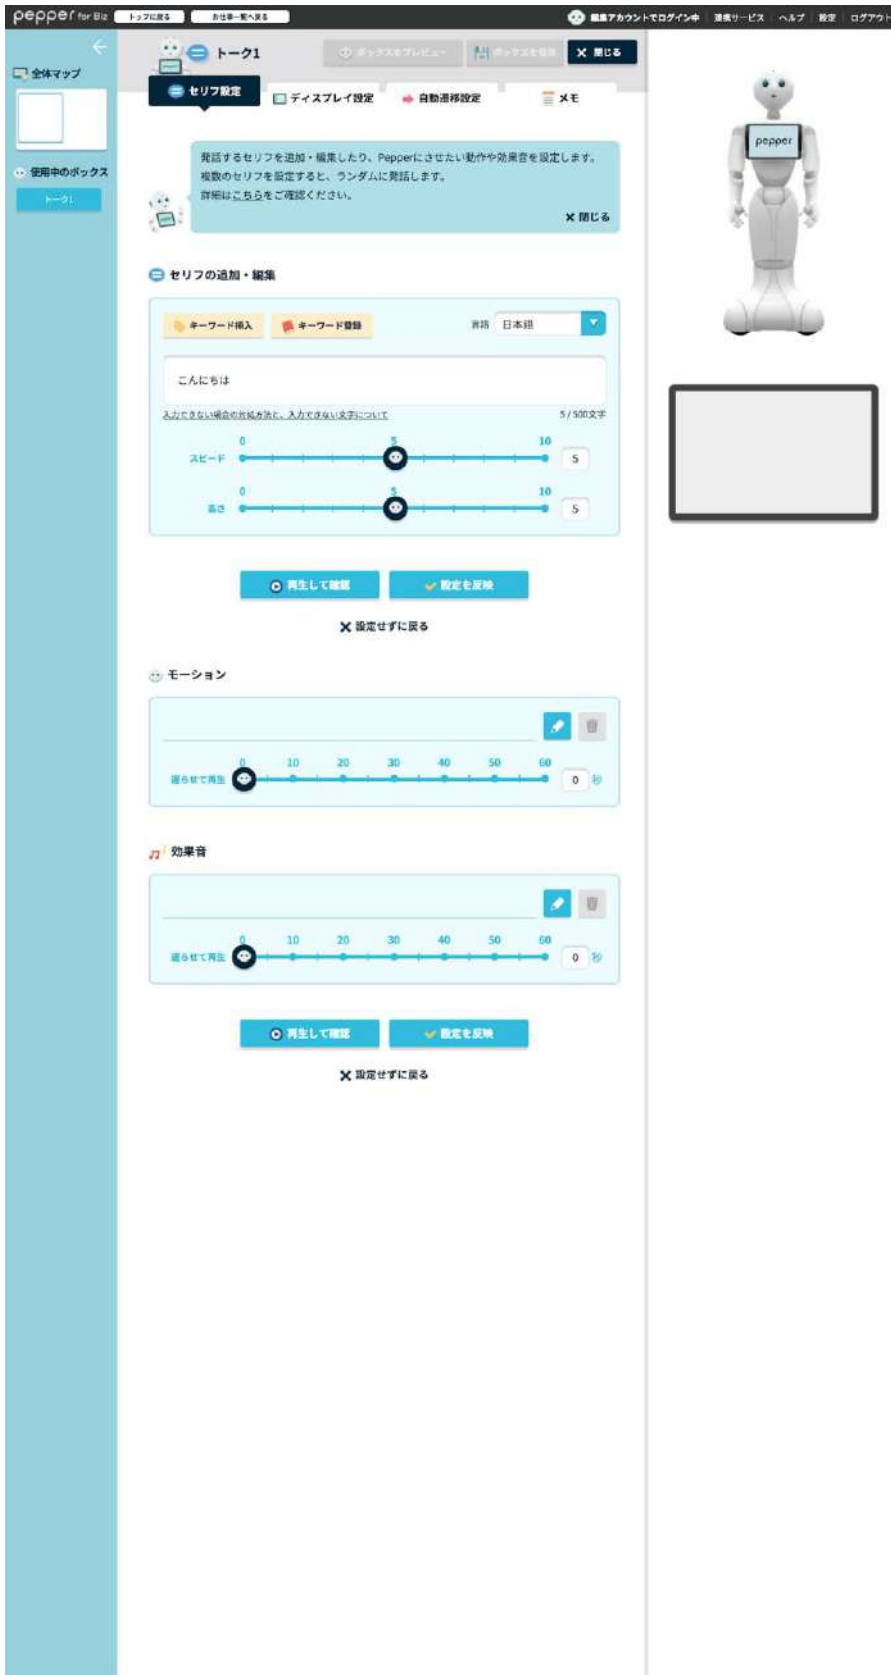 pepper for Biz
トップに戻る
お仕事一覧へ戻る
編集アカウントでログイン中
連携サービス
ヘルプ
設定
ログアウト
全体マップ
使用中のボックス
トーク1
トーク1
ボックスをプレビュー
ボックスを複製
閉じる
セリフ設定
ディスプレイ設定
自動遷移設定
メモ
発話するセリフを追加・編集したり、Pepperにさせたい動作や効果音を設定します。
複数のセリフを設定すると、ランダムに発話します。
詳細はこちらをご確認ください。
閉じる
セリフの追加・編集
キーワード挿入
キーワード登録
言語
日本語
こんにちは
入力できない場合の対処方法と、入力できない文字について
5 / 500文字
0 5 10
スピード
5
0 5 10
高さ
5
再生して確認
設定を反映
設定せずに戻る
モーション
0 10 20 30 40 50 60
遅らせて再生
0 秒
効果音
0 10 20 30 40 50 60
遅らせて再生
0 秒
再生して確認
設定を反映
設定せずに戻る
pepper